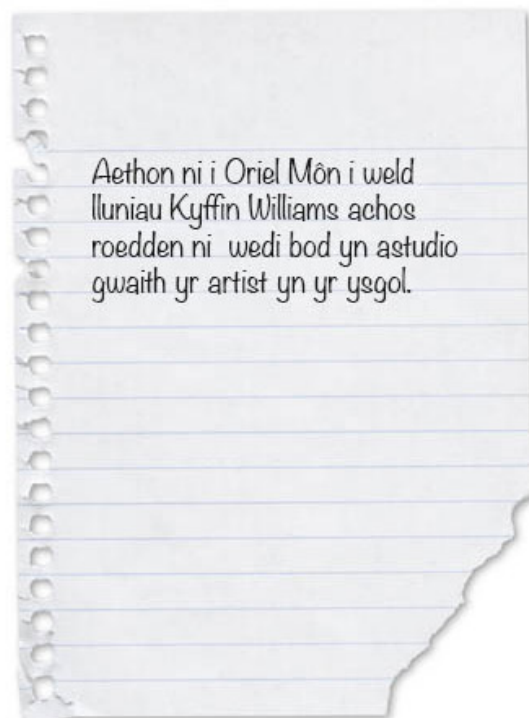 Aethon ni i Oriel Môn i weld
lluniau Kyffin Williams achos
roedden ni  wedi bod yn astudio
gwaith yr artist yn yr ysgol.